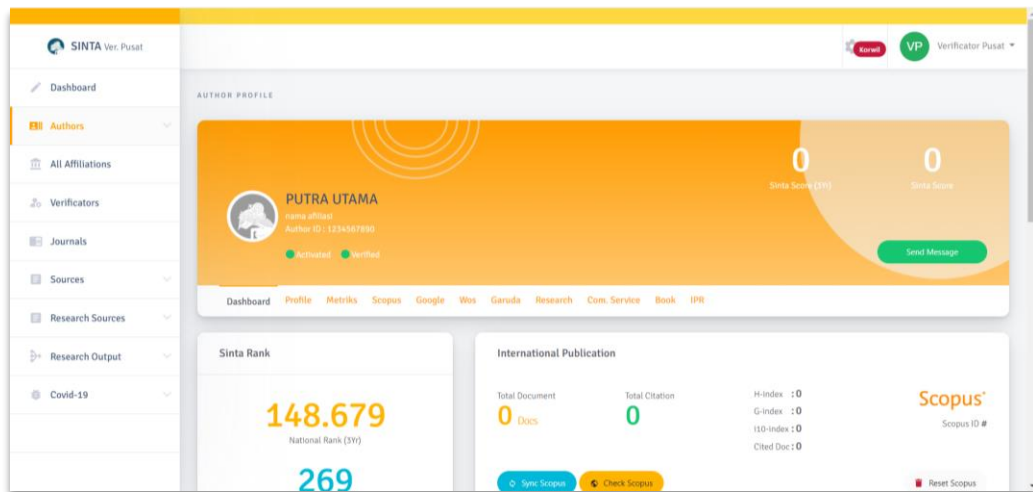 SINTA Ver. Pusat
Korwil
VP
Verificator Pusat
Dashboard
Authors
All Affiliations
Verificators
Journals
Sources
Research Sources
Research Output
Covid-19
AUTHOR PROFILE
PUTRA UTAMA
nama afiliasi
Author ID : 1234567890
Activated Verified
0
Sinta Score (3Yr)
0
Sinta Score
Send Message
Dashboard Profile Metriks Scopus Google Wos Garuda Research Com. Service Book IPR
Sinta Rank
148.679
National Rank (3Yr)
269
International Publication
Total Document
0 Docs
Total Citation
0
H-Index : 0
G-Index : 0
I10-Index : 0
Cited Doc : 0
Scopus
Scopus ID #
Sync Scopus
Check Scopus
Reset Scopus